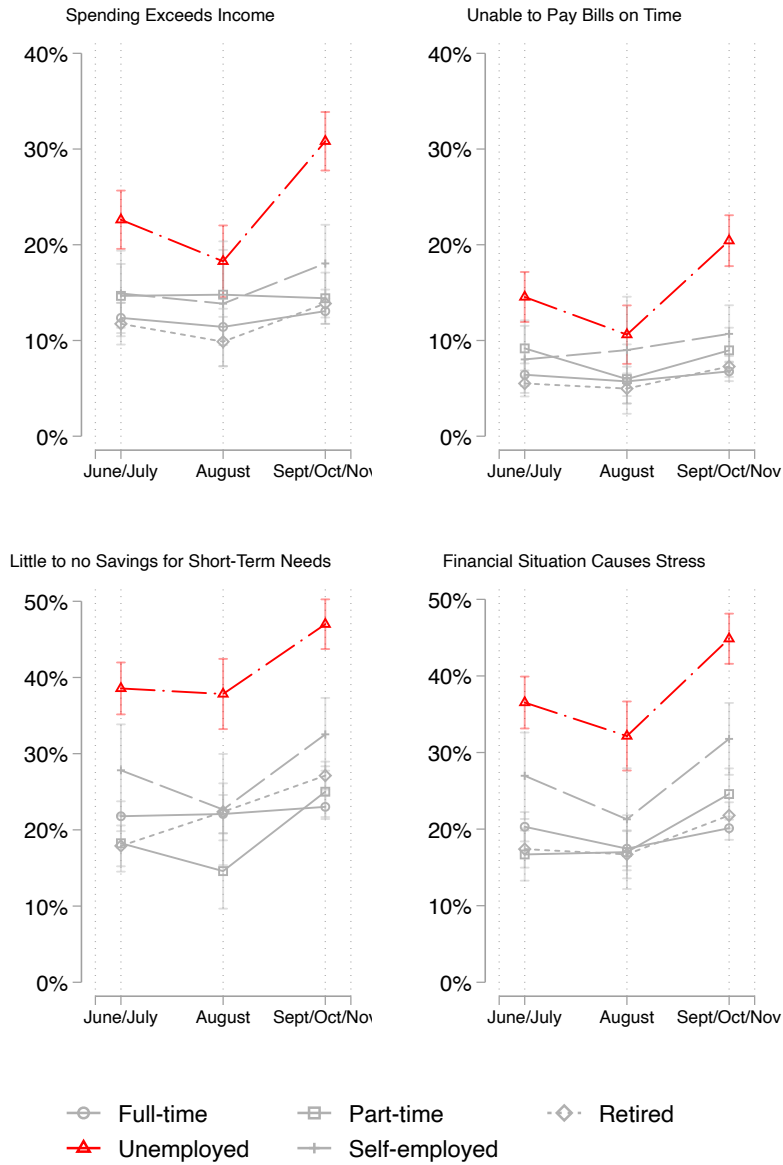 Spending Exceeds Income
40%
30%
20%
10%
0%
June/July August Sept/Oct/Nov
Unable to Pay Bills on Time
40%
30%
20%
10%
0%
June/July August Sept/Oct/Nov
Little to no Savings for Short-Term Needs
50%
40%
30%
20%
10%
0%
June/July August Sept/Oct/Nov
Financial Situation Causes Stress
50%
40%
30%
20%
10%
0%
June/July August Sept/Oct/Nov
Full-time Part-time Retired
Unemployed Self-employed